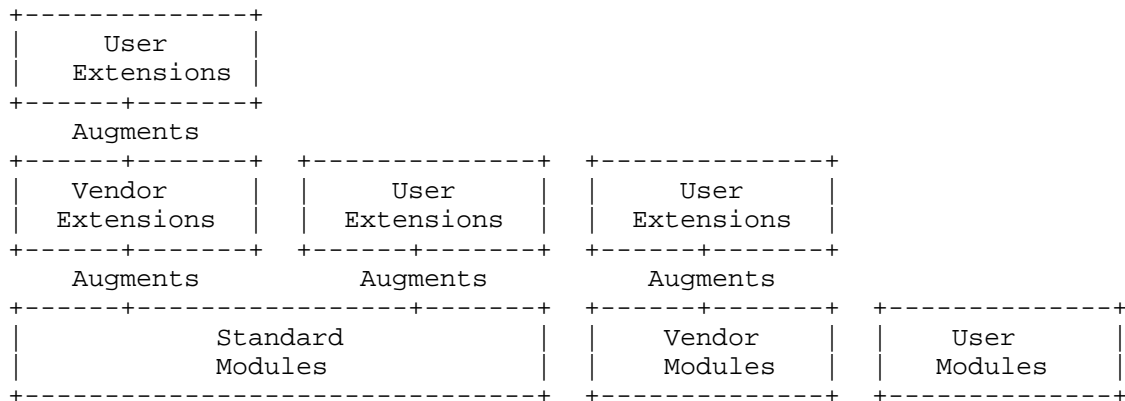 User
Extensions
Augments
Vendor User User
Extensions Extensions Extensions
Augments Augments Augments
Standard Vendor User
Modules Modules Modules